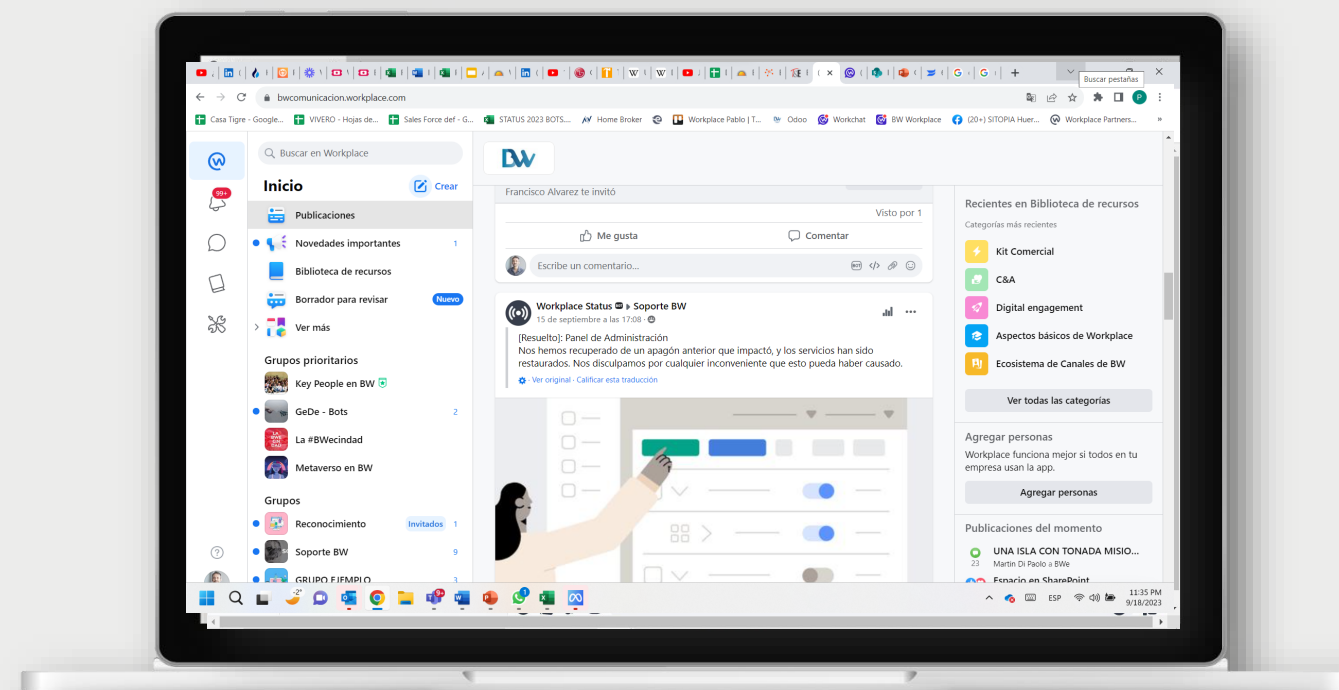 Buscar pestañas
bwcomunicacion.workplace.com
Casa Tigre - Google...
VIVERO - Hojas de...
Sales Force def - G...
STATUS 2023 BOTS....
Home Broker
Workplace Pablo | T...
Odoo
Workchat
BW Workplace
(20+) SITOPIA Huer...
Workplace Partners...
»
99+
Buscar en Workplace
Inicio
Crear
Publicaciones
Novedades importantes 1
Biblioteca de recursos
Borrador para revisar Nuevo
Ver más
Grupos prioritarios
Key People en BW
GeDe - Bots 2
La #BWecindad
Metaverso en BW
Grupos
Reconocimiento Invitados 1
Soporte BW 9
GRUPO EJEMPLO 3
BW
Francisco Alvarez te invitó
Visto por 1
Me gusta
Comentar
Escribe un comentario...
Workplace Status BOT ▸ Soporte BW
15 de septiembre a las 17:08 ·
[Resuelto]: Panel de Administración
Nos hemos recuperado de un apagón anterior que impactó, y los servicios han sido
restaurados. Nos disculpamos por cualquier inconveniente que esto pueda haber causado.
· Ver original · Calificar esta traducción
Recientes en Biblioteca de recursos
Categorías más recientes
Kit Comercial
C&A
Digital engagement
Aspectos básicos de Workplace
Ecosistema de Canales de BW
Ver todas las categorías
Agregar personas
Workplace funciona mejor si todos en tu
empresa usan la app.
Agregar personas
Publicaciones del momento
UNA ISLA CON TONADA MISIO...
23 Martin Di Paolo a BWe
Espacio en SharePoint
-2°
ESP
11:35 PM
9/18/2023